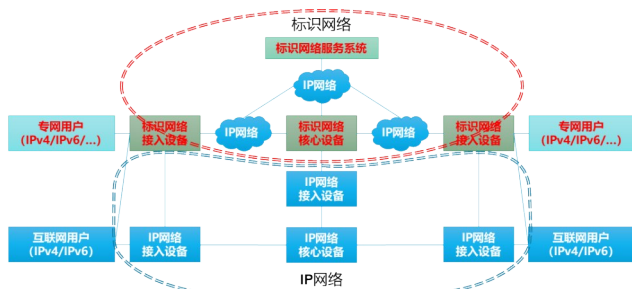 标识网络
标识网络服务系统
IP网络
专网用户
(IPv4/IPv6/...)
标识网络
接入设备
IP网络
标识网络
核心设备
IP网络
标识网络
接入设备
专网用户
(IPv4/IPv6/...)
IP网络
接入设备
互联网用户
(IPv4/IPv6)
IP网络
接入设备
IP网络
核心设备
IP网络
接入设备
互联网用户
(IPv4/IPv6)
IP网络